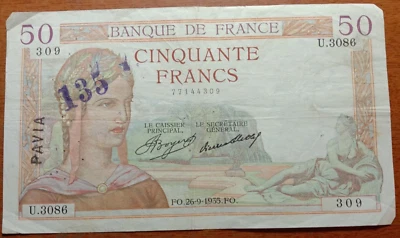 50 BANQUE DE FRANCE 50
309 U.3086
CINQUANTE
FRANCS
77144309
135
PAVIA
LE CAISSIER PRINCIPAL,
LE SECRÉTAIRE GÉNÉRAL,
U.3086 309
FO.26-9-1935.FO.